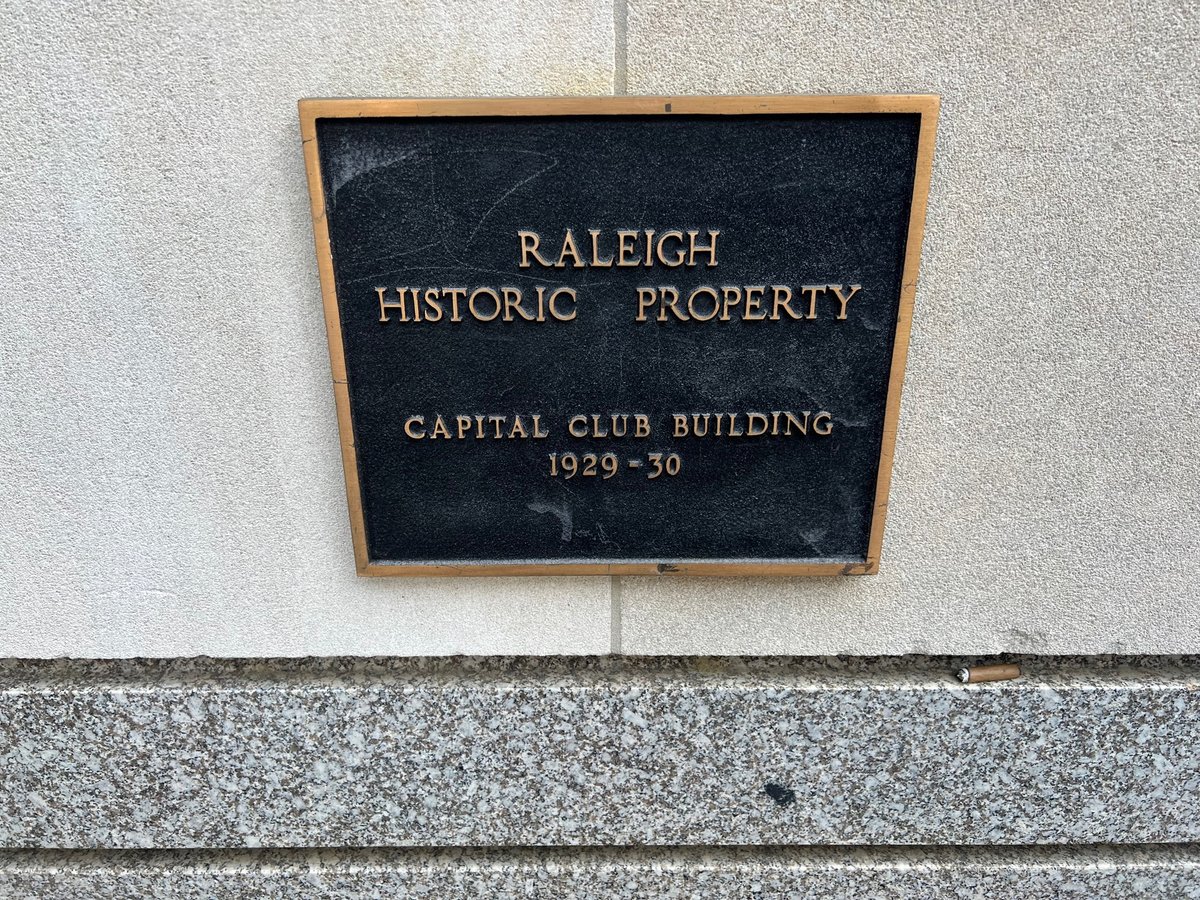 RALEIGH
HISTORIC PROPERTY
CAPITAL CLUB BUILDING
1929-30